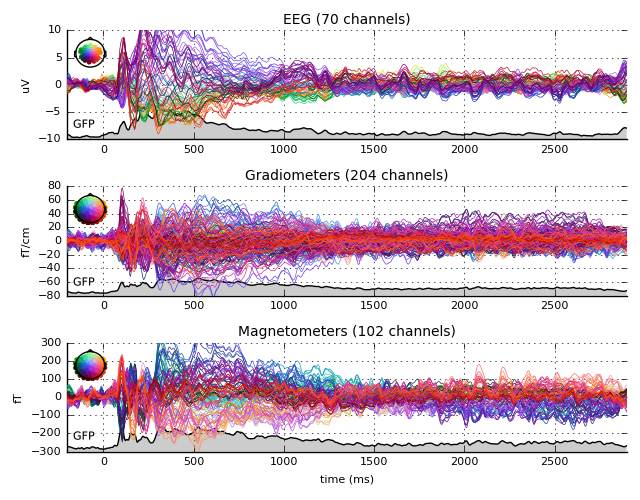 EEG (70 channels)
10
5
0
−5
−10
uV
GFP
0 500 1000 1500 2000 2500
Gradiometers (204 channels)
80
60
40
20
0
−20
−40
−60
−80
fT/cm
GFP
0 500 1000 1500 2000 2500
Magnetometers (102 channels)
300
200
100
0
−100
−200
−300
fT
GFP
0 500 1000 1500 2000 2500
time (ms)